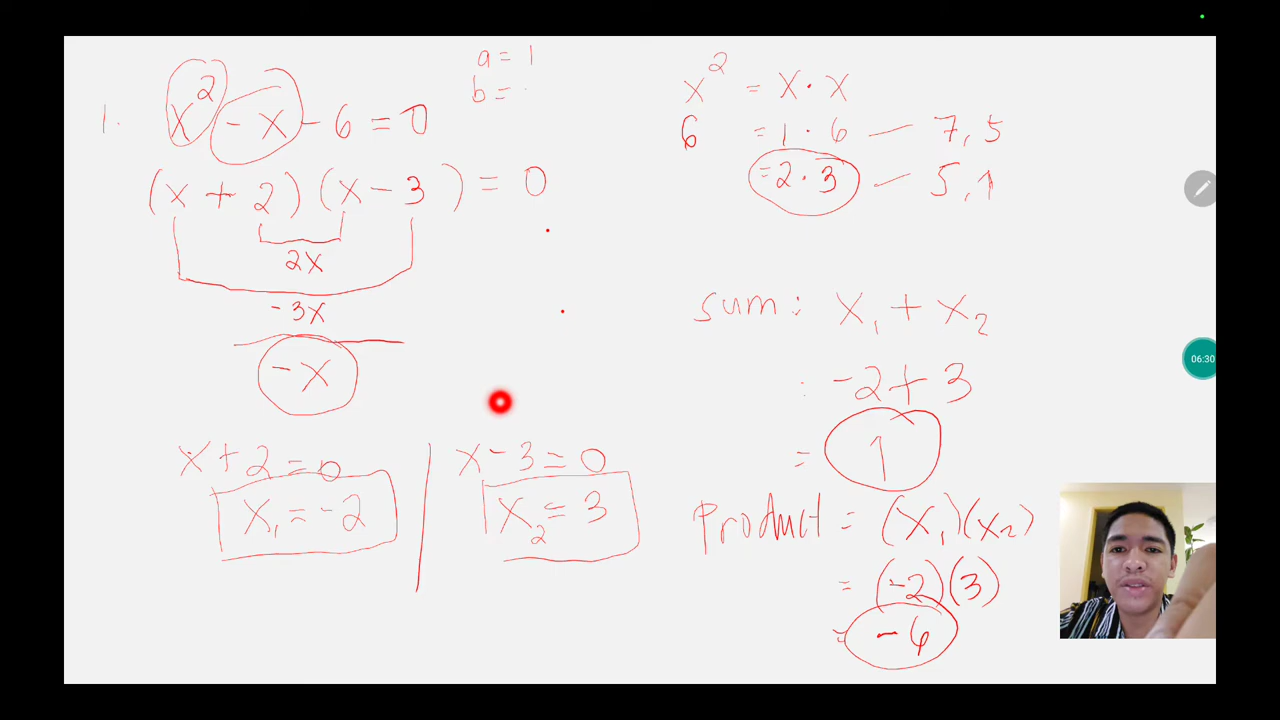 1. x² - x - 6 = 0
a = 1
b =
(x + 2) (x - 3) = 0
2x
-3x
-x
x + 2 = 0
x₁ = -2
x - 3 = 0
x₂ = 3
x² = x · x
6 = 1 · 6 — 7, 5
= 2 · 3 — 5, 1
sum : x₁ + x₂
: -2 + 3
= 1
Product = (x₁)(x₂)
= (-2)(3)
= -6
06:30